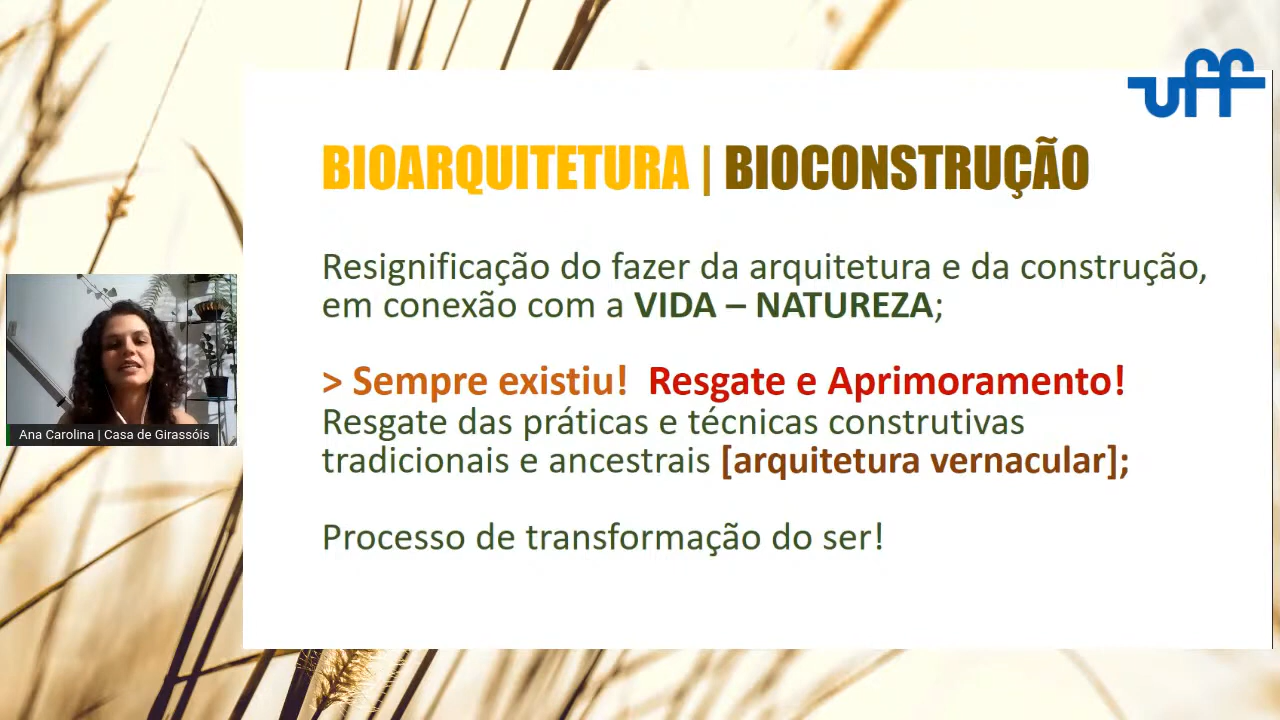 uff
BIOARQUITETURA | BIOCONSTRUÇÃO
Resignificação do fazer da arquitetura e da construção,
em conexão com a VIDA – NATUREZA;
> Sempre existiu! Resgate e Aprimoramento!
Resgate das práticas e técnicas construtivas
tradicionais e ancestrais [arquitetura vernacular];
Processo de transformação do ser!
Ana Carolina | Casa de Girassóis